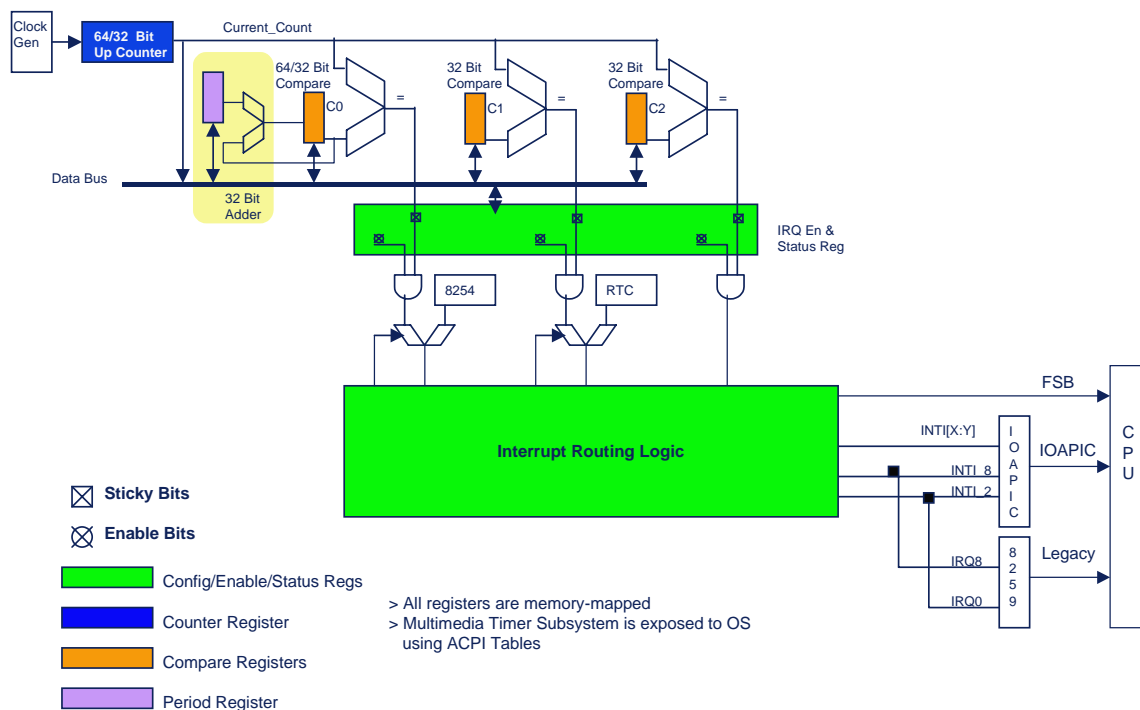 Clock
Gen
64/32 Bit
Up Counter
Current_Count
64/32 Bit
Compare
32 Bit
Compare
32 Bit
Compare
C0
=
C1
=
C2
=
Data Bus
32 Bit
Adder
IRQ En &
Status Reg
8254
RTC
Interrupt Routing Logic
FSB
INTI[X:Y]
INTI_8
INTI_2
I
O
A
P
I
C
IOAPIC
C
P
U
IRQ8
IRQ0
8
2
5
9
Legacy
Sticky Bits
Enable Bits
Config/Enable/Status Regs
Counter Register
Compare Registers
Period Register
> All registers are memory-mapped
> Multimedia Timer Subsystem is exposed to OS
using ACPI Tables